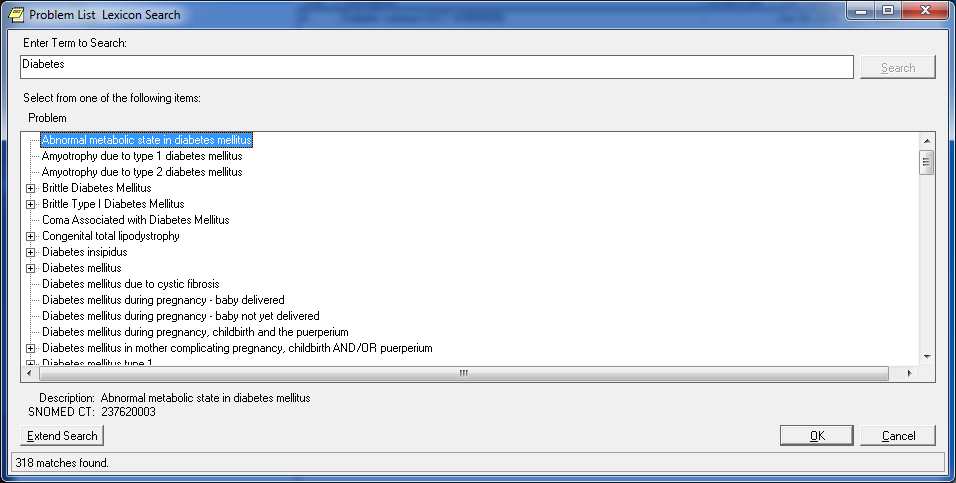 Problem List  Lexicon Search
Enter Term to Search:
Diabetes
Search
Select from one of the following items:
Problem
Abnormal metabolic state in diabetes mellitus
Amyotrophy due to type 1 diabetes mellitus
Amyotrophy due to type 2 diabetes mellitus
Brittle Diabetes Mellitus
Brittle Type I Diabetes Mellitus
Coma Associated with Diabetes Mellitus
Congenital total lipodystrophy
Diabetes insipidus
Diabetes mellitus
Diabetes mellitus due to cystic fibrosis
Diabetes mellitus during pregnancy - baby delivered
Diabetes mellitus during pregnancy - baby not yet delivered
Diabetes mellitus during pregnancy, childbirth and the puerperium
Diabetes mellitus in mother complicating pregnancy, childbirth AND/OR puerperium
Diabetes mellitus type 1
Description: Abnormal metabolic state in diabetes mellitus
SNOMED CT: 237620003
Extend Search
OK
Cancel
318 matches found.